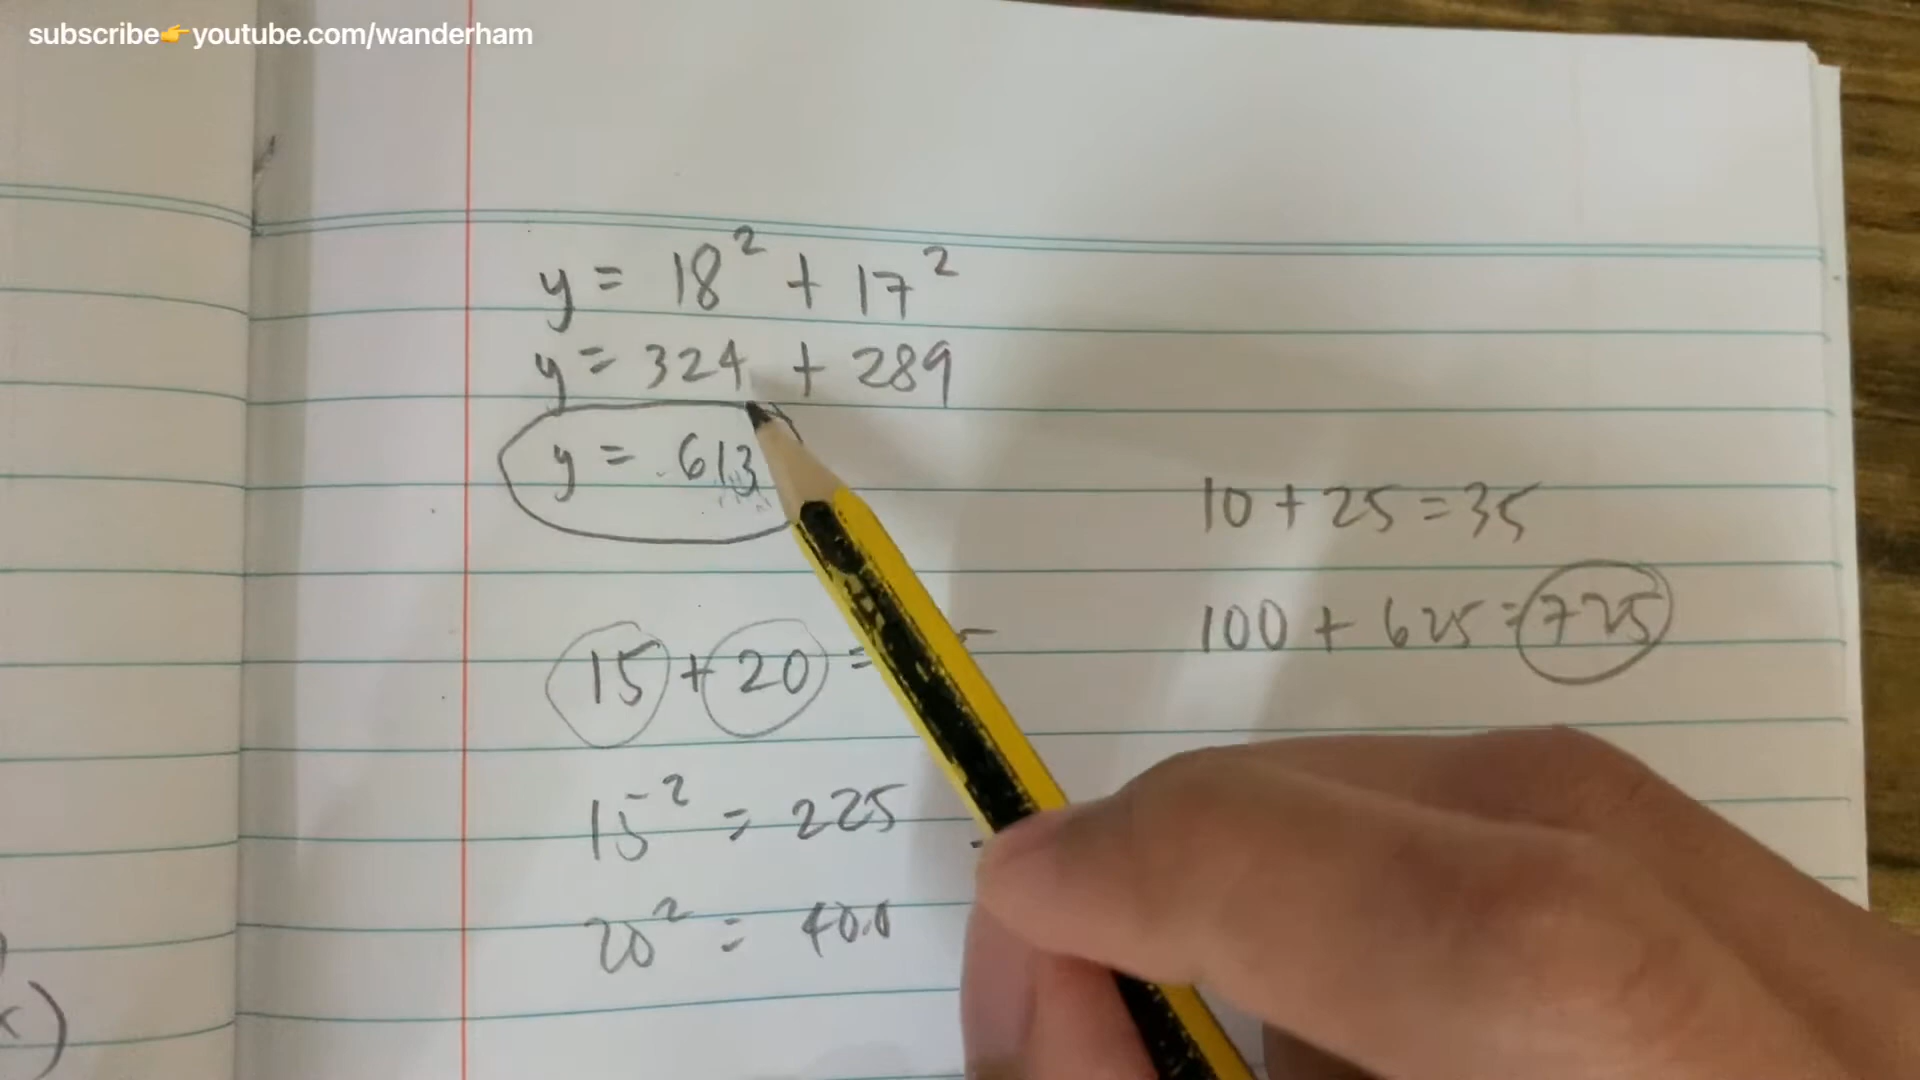 subscribe👉youtube.com/wanderham
y = 18² + 17²
y = 324 + 289
y = 613
10 + 25 = 35
100 + 625 = 725
15 + 20 =
15² = 225
20² = 400